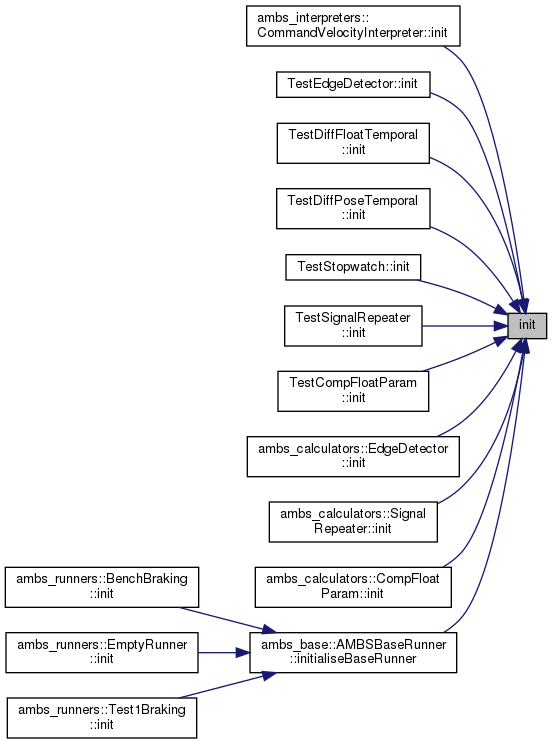 ambs_interpreters::
CommandVelocityInterpreter::init
TestEdgeDetector::init
TestDiffFloatTemporal
::init
TestDiffPoseTemporal
::init
TestStopwatch::init
TestSignalRepeater
::init
init
TestCompFloatParam
::init
ambs_calculators::EdgeDetector
::init
ambs_calculators::Signal
Repeater::init
ambs_calculators::CompFloat
Param::init
ambs_runners::BenchBraking
::init
ambs_runners::EmptyRunner
::init
ambs_base::AMBSBaseRunner
::initialiseBaseRunner
ambs_runners::Test1Braking
::init